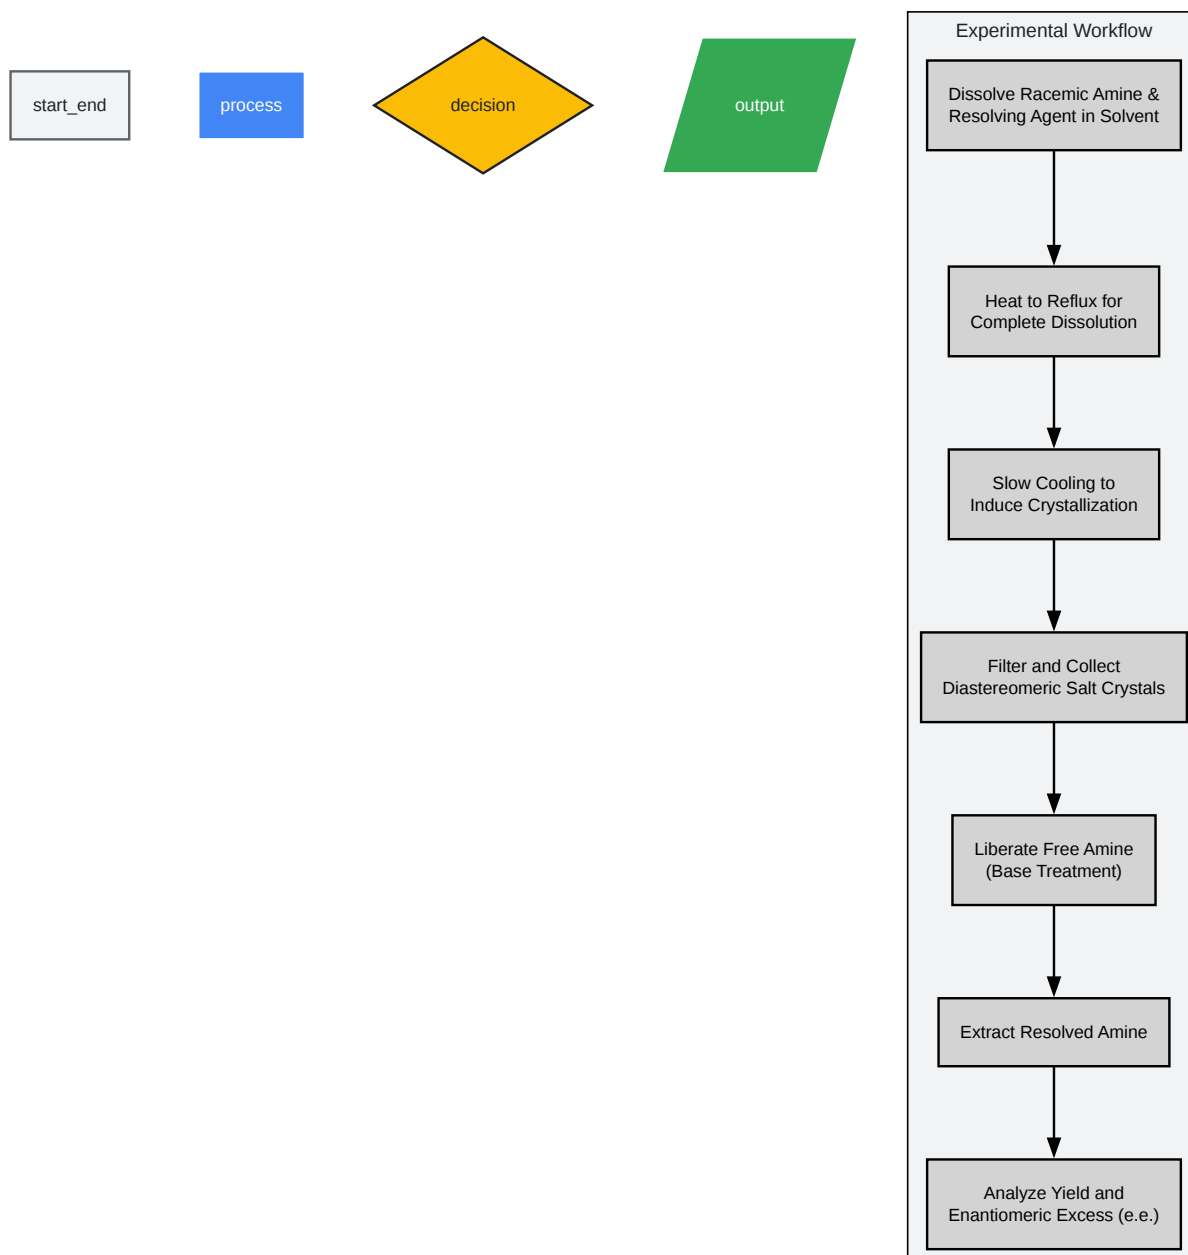 start_end
process
decision
output
Experimental Workflow
Dissolve Racemic Amine &
Resolving Agent in Solvent
Heat to Reflux for
Complete Dissolution
Slow Cooling to
Induce Crystallization
Filter and Collect
Diastereomeric Salt Crystals
Liberate Free Amine
(Base Treatment)
Extract Resolved Amine
Analyze Yield and
Enantiomeric Excess (e.e.)